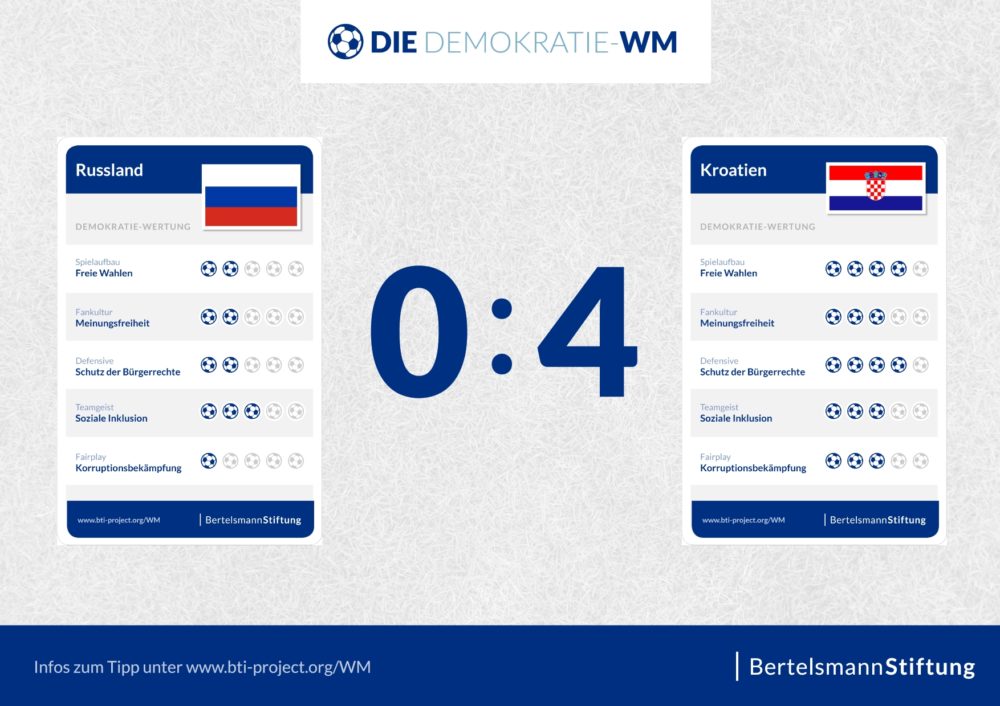 DIE DEMOKRATIE-WM
Russland
DEMOKRATIE-WERTUNG
Spielaufbau
Freie Wahlen
Fankultur
Meinungsfreiheit
Defensive
Schutz der Bürgerrechte
Teamgeist
Soziale Inklusion
Fairplay
Korruptionsbekämpfung
www.bti-project.org/WM | BertelsmannStiftung
0:4
Kroatien
DEMOKRATIE-WERTUNG
Spielaufbau
Freie Wahlen
Fankultur
Meinungsfreiheit
Defensive
Schutz der Bürgerrechte
Teamgeist
Soziale Inklusion
Fairplay
Korruptionsbekämpfung
www.bti-project.org/WM | BertelsmannStiftung
Infos zum Tipp unter www.bti-project.org/WM
| BertelsmannStiftung